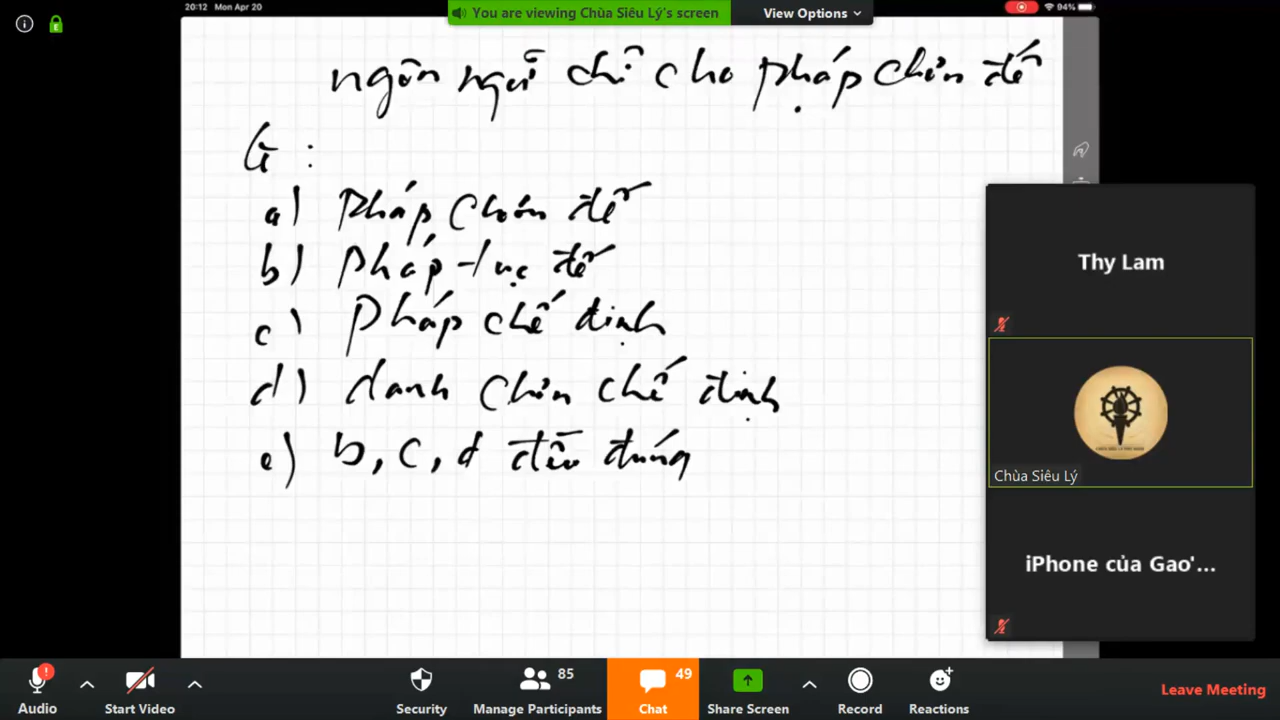 20:12 Mon Apr 20
You are viewing Chùa Siêu Lý's screen
View Options
94%
ngôn ngữ chỉ cho pháp chơn đế
là :
a) Pháp chơn đế
b) Pháp tục đế
c) Pháp chế định
d) danh chơn chế định
e) b, c, d đều đúng
Thy Lam
Chùa Siêu Lý
iPhone của Gao'...
Audio
Start Video
Security
85
Manage Participants
49
Chat
Share Screen
Record
Reactions
Leave Meeting